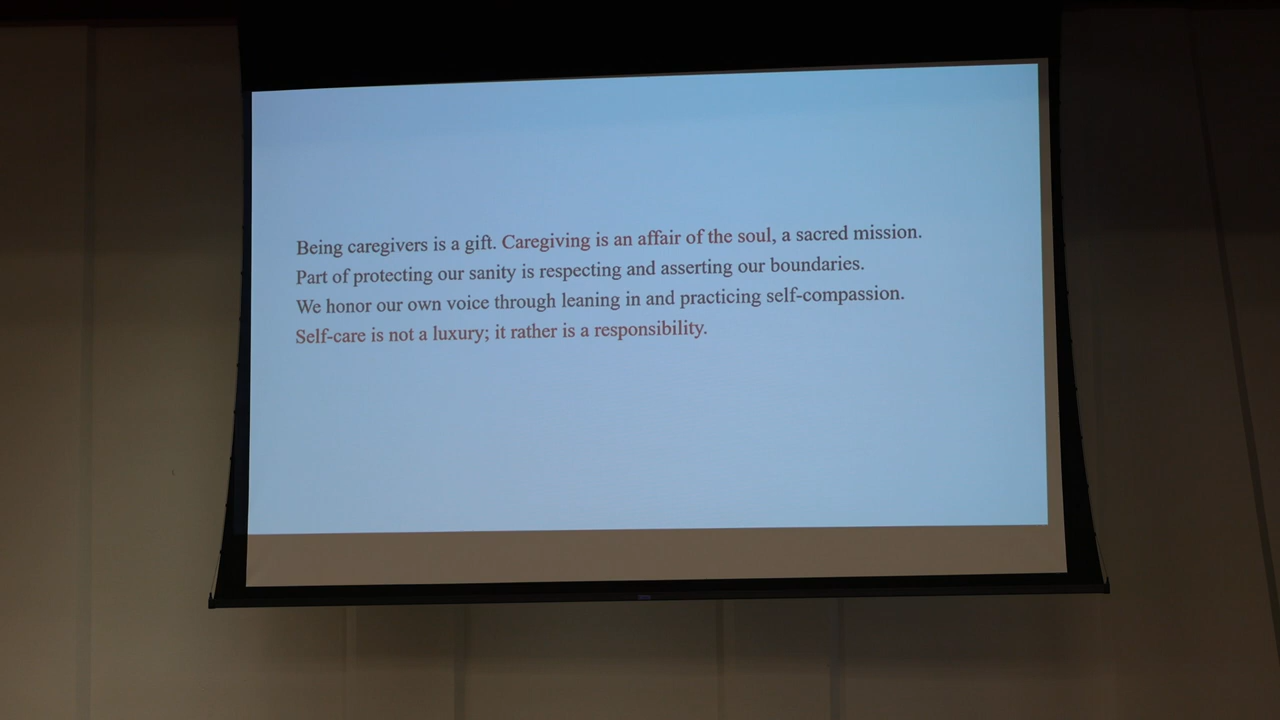 Being caregivers is a gift. Caregiving is an affair of the soul, a sacred mission.
Part of protecting our sanity is respecting and asserting our boundaries.
We honor our own voice through leaning in and practicing self-compassion.
Self-care is not a luxury; it rather is a responsibility.